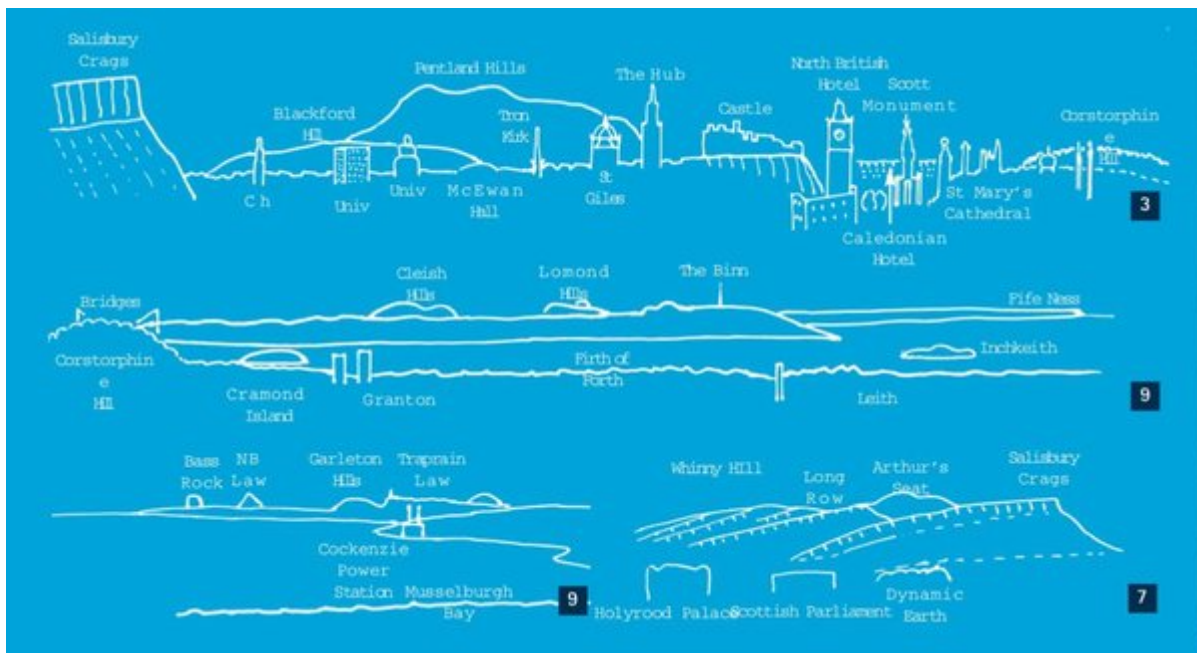 Salisbury
Crags
Pentland Hills
The Hub
North British
Hotel
Scott
Monument
Blackford
Hill
Tron
Kirk
Castle
Corstorphin
e
Hill
Ch
Univ
Univ
McEwan
Hall
St
Giles
St Mary's
Cathedral
Caledonian
Hotel
3
Bridges
Cleish
Hills
Lomond
Hills
The Binn
Fife Ness
Corstorphin
e
Hill
Cramond
Island
Granton
Firth of
Forth
Inchkeith
Leith
9
Bass
Rock
NB
Law
Garleton
Hills
Traprain
Law
Cockenzie
Power
Station
Musselburgh
Bay
9
Whinny HIll
Long
Row
Arthur's
Seat
Salisbury
Crags
Holyrood Palace
Scottish Parliament
Dynamic
Earth
7